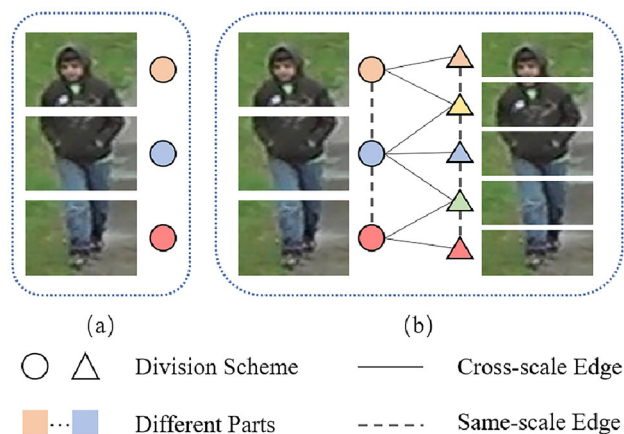 (a)
(b)
Division Scheme
Cross-scale Edge
Different Parts
Same-scale Edge